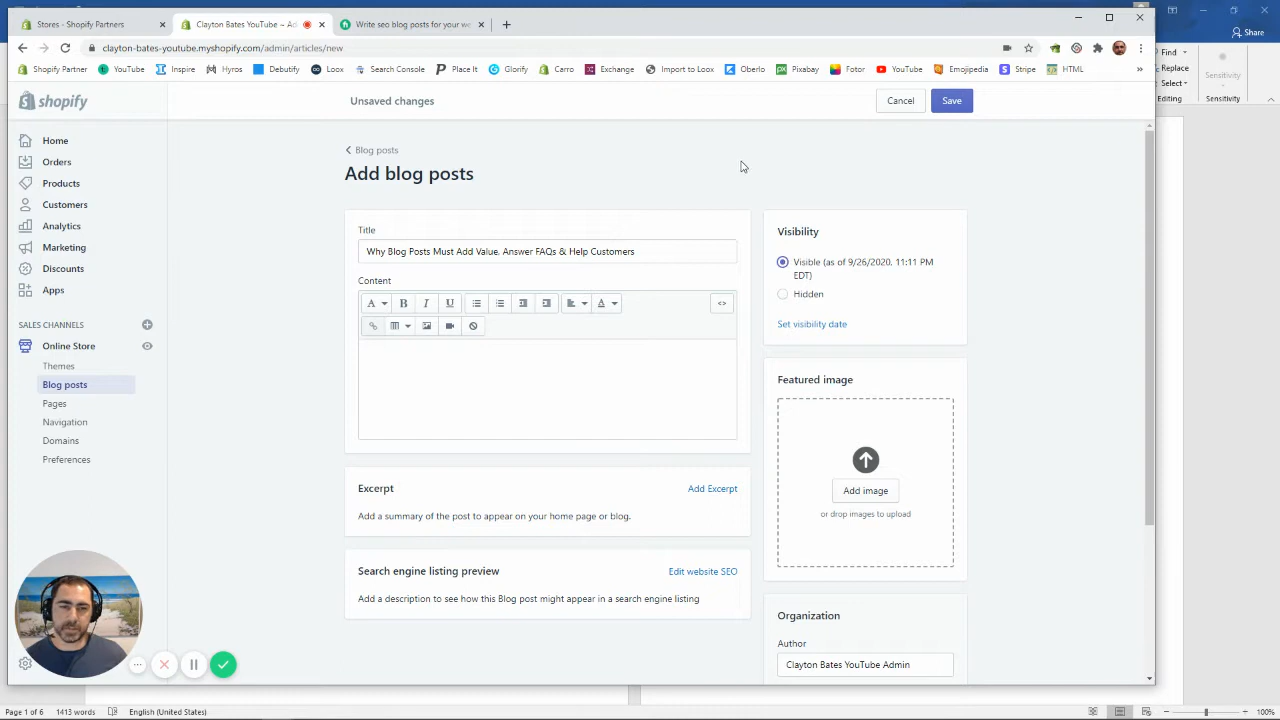 Stores - Shopify Partners
Clayton Bates YouTube ~ Ad
Write seo blog posts for your we
clayton-bates-youtube.myshopify.com/admin/articles/new
Shopify Partner
YouTube
Inspire
Hyros
Debutify
Loox
Search Console
Glorify
Carro
Exchange
Import to Loox
Oberlo
Pixabay
Fotor
YouTube
Emojipedia
Stripe
HTML
Share
Find
Replace
Select
Editing
Sensitivity
Sensitivity
shopify
Unsaved changes
Cancel
Save
Home
Orders
Products
Customers
Analytics
Marketing
Discounts
Apps
SALES CHANNELS
Online Store
Themes
Blog posts
Pages
Navigation
Domains
Preferences
Blog posts
Add blog posts
Title
Why Blog Posts Must Add Value, Answer FAQs & Help Customers
Content
A
B
I
U
A
<>
Excerpt
Add Excerpt
Add a summary of the post to appear on your home page or blog.
Search engine listing preview
Edit website SEO
Add a description to see how this Blog post might appear in a search engine listing
Visibility
Visible (as of 9/26/2020, 11:11 PM
EDT)
Hidden
Set visibility date
Featured image
Add image
or drop images to upload
Organization
Author
Clayton Bates YouTube Admin
Page 1 of 6
1413 words
English (United States)
100%